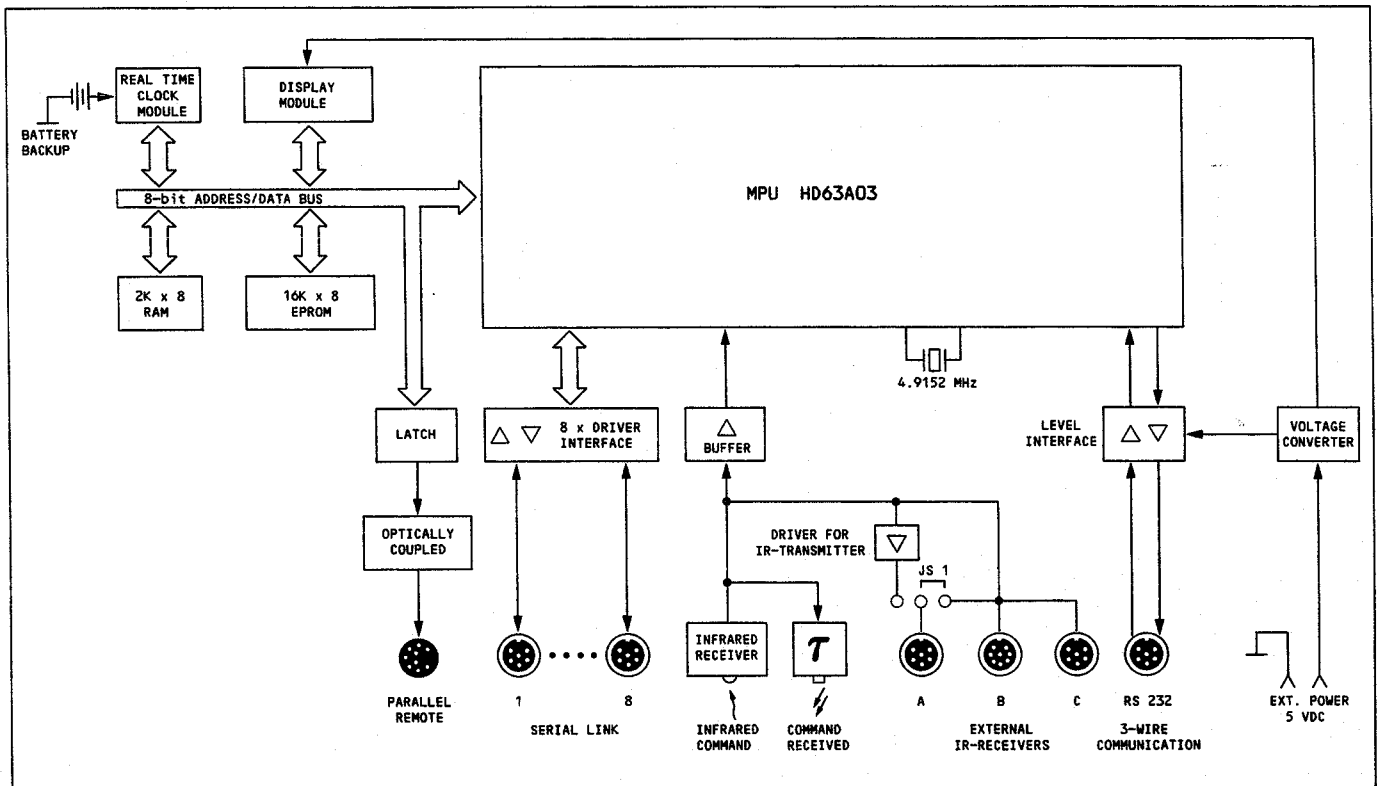 REAL TIME
CLOCK
MODULE
DISPLAY
MODULE
BATTERY
BACKUP
8-bit ADDRESS/DATA BUS
MPU HD63A03
2K x 8
RAM
16K x 8
EPROM
4.9152 MHz
LATCH
8 x DRIVER
INTERFACE
BUFFER
LEVEL
INTERFACE
VOLTAGE
CONVERTER
OPTICALLY
COUPLED
DRIVER FOR
IR-TRANSMITTER
JS 1
INFRARED
RECEIVER
τ
PARALLEL
REMOTE
1
8
SERIAL LINK
INFRARED
COMMAND
COMMAND
RECEIVED
A
B
C
EXTERNAL
IR-RECEIVERS
RS 232
3-WIRE
COMMUNICATION
EXT. POWER
5 VDC